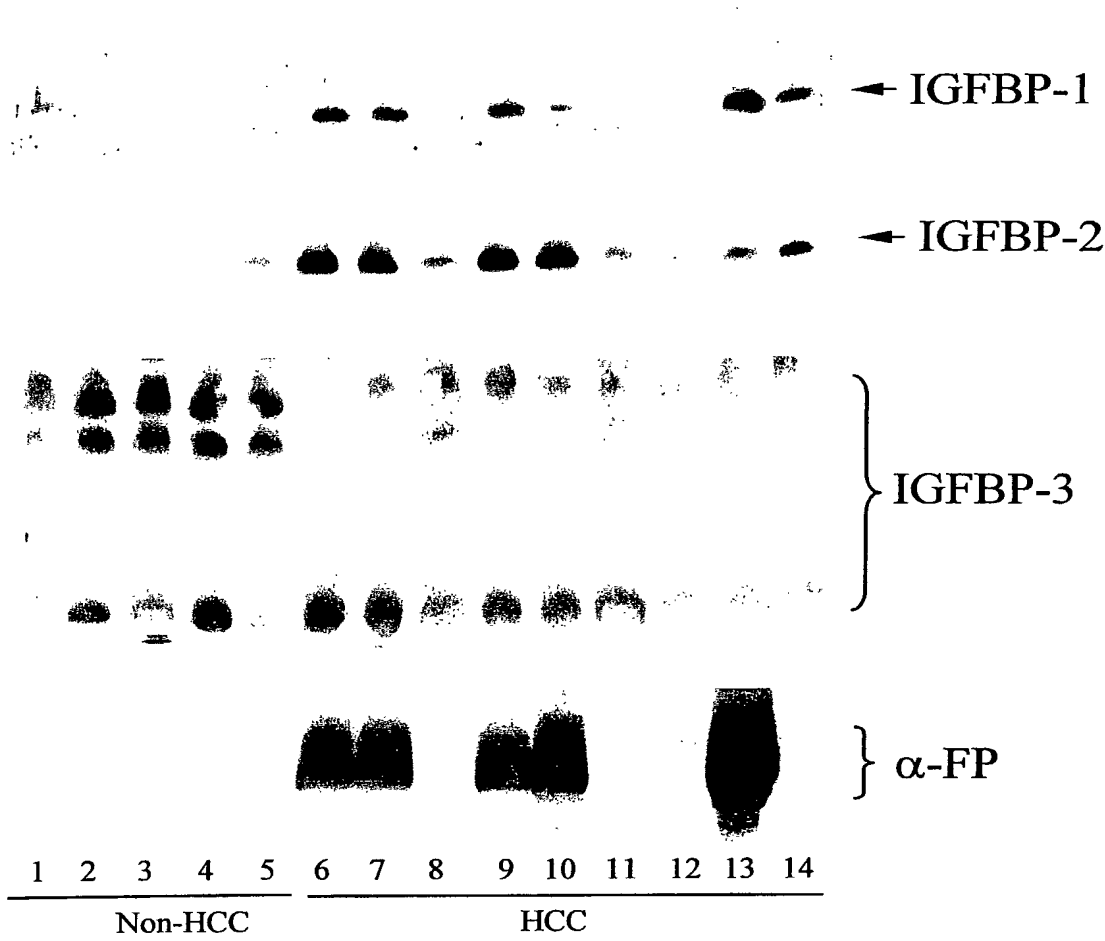 IGFBP-1
IGFBP-2
IGFBP-3
α-FP
1 2 3 4 5 6 7 8 9 10 11 12 13 14
Non-HCC HCC